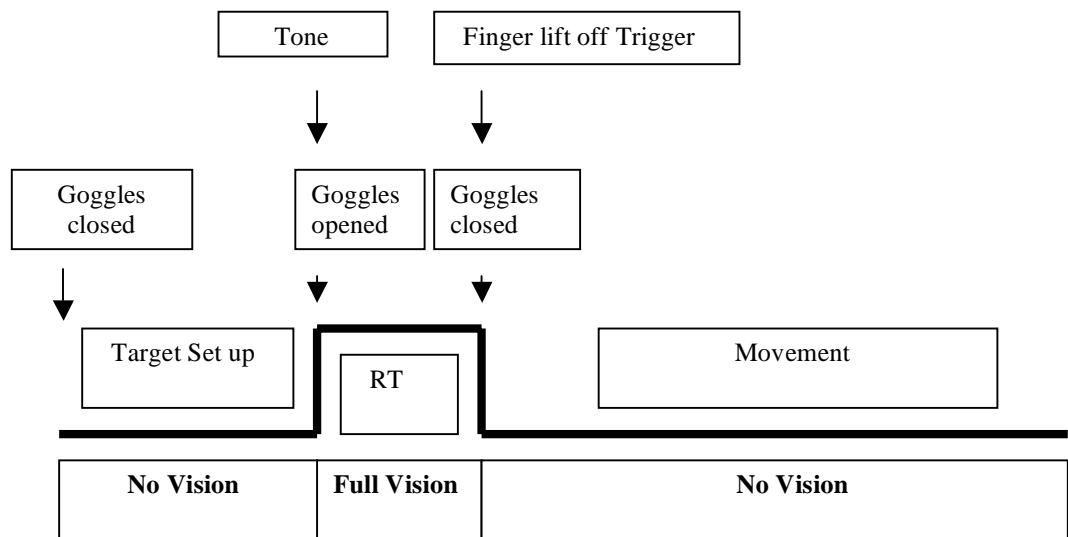 Tone
Finger lift off Trigger
Goggles
closed
Goggles
opened
Goggles
closed
Target Set up
RT
Movement
No Vision
Full Vision
No Vision